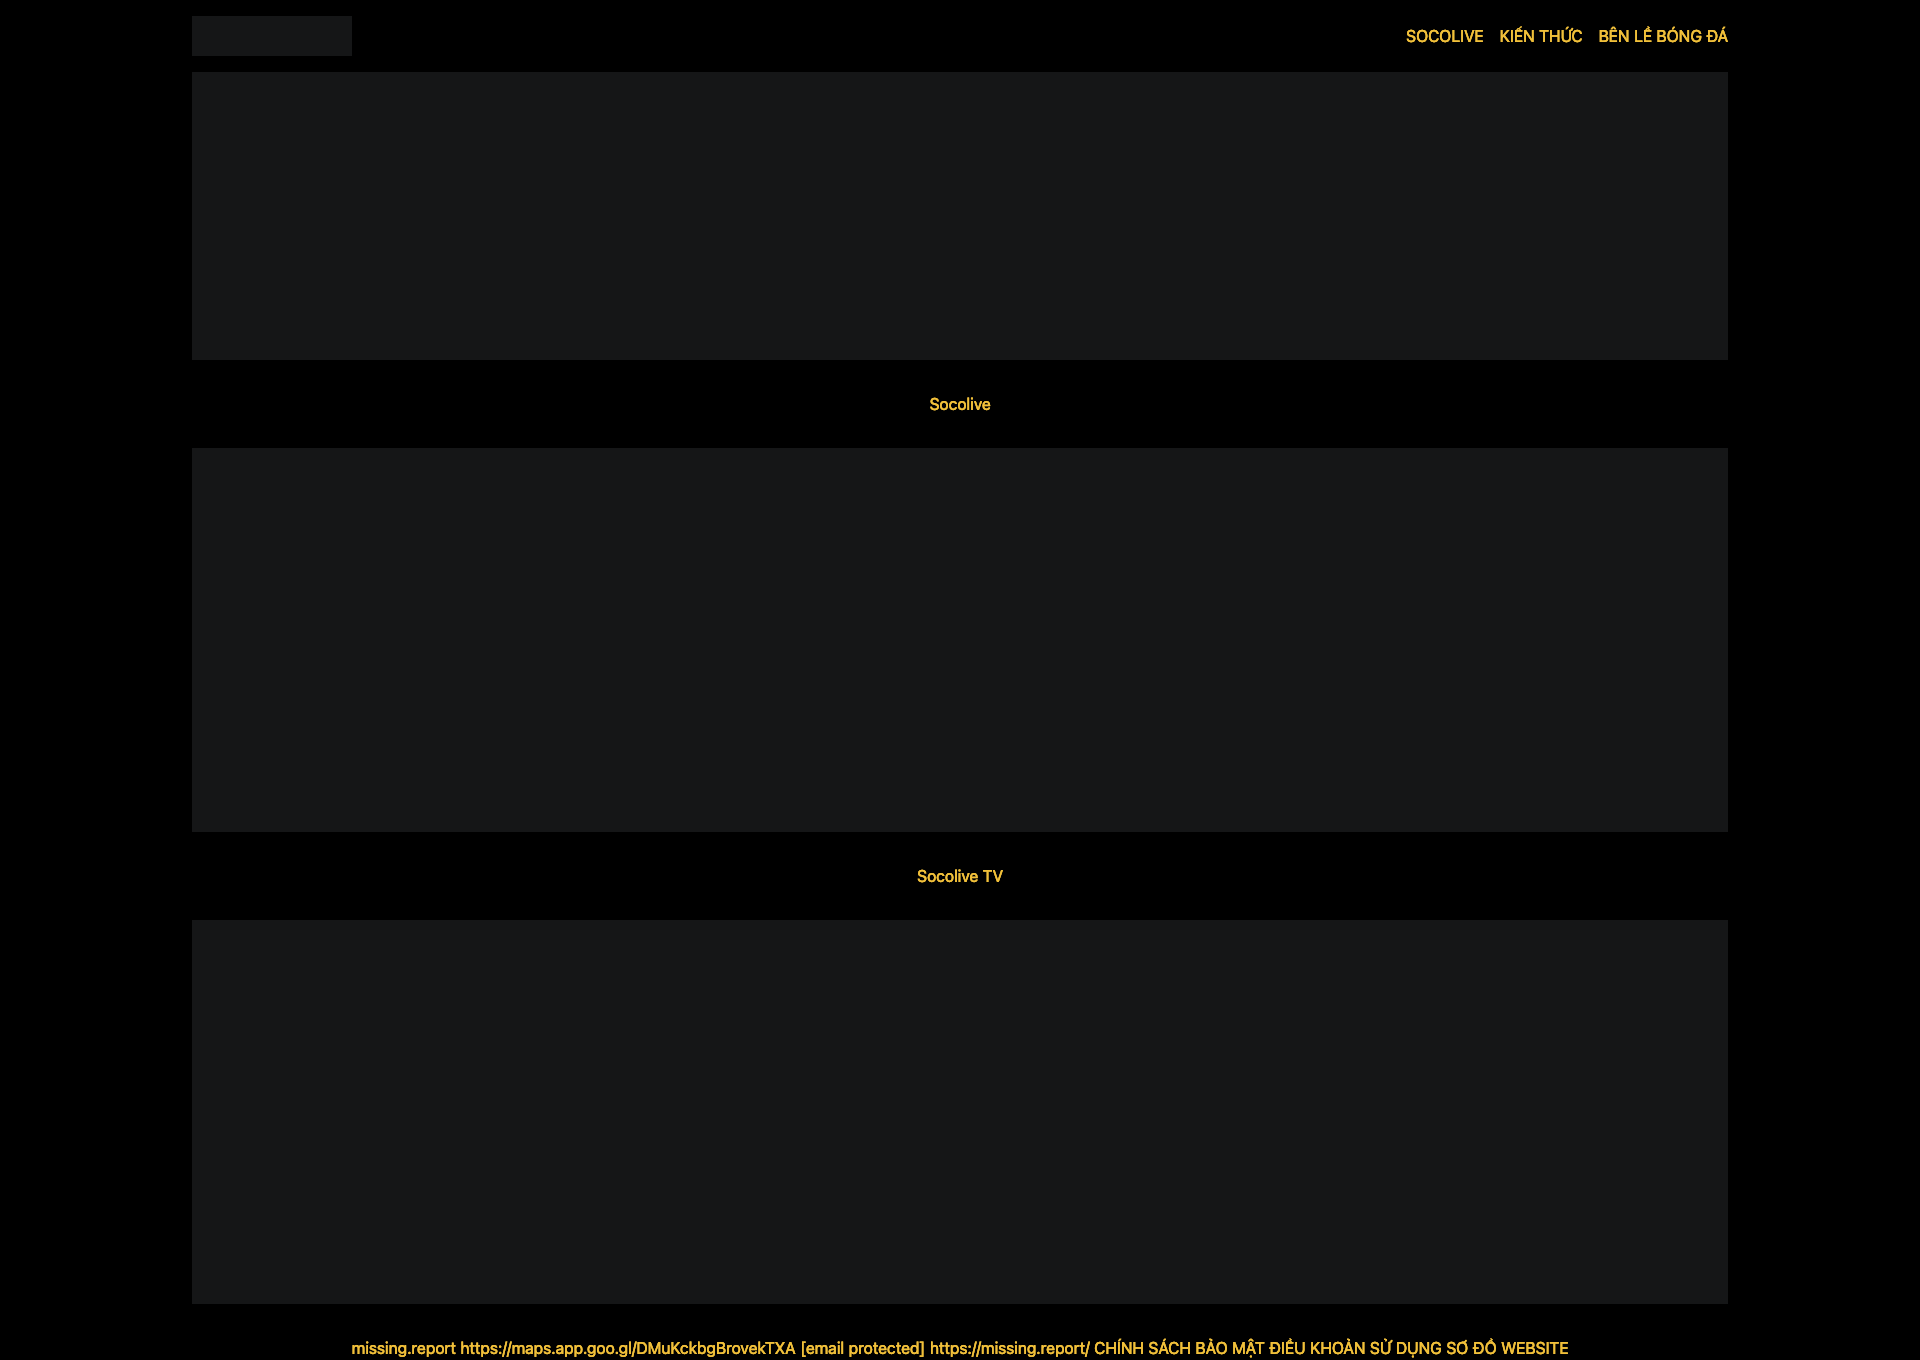 SOCOLIVE KIẾN THỨC BÊN LỀ BÓNG ĐÁ
Socolive
Socolive TV
missing.report https://maps.app.goo.gl/DMuKckbgBrovekTXA [email protected] https://missing.report/ CHÍNH SÁCH BẢO MẬT ĐIỀU KHOẢN SỬ DỤNG SƠ ĐỒ WEBSITE